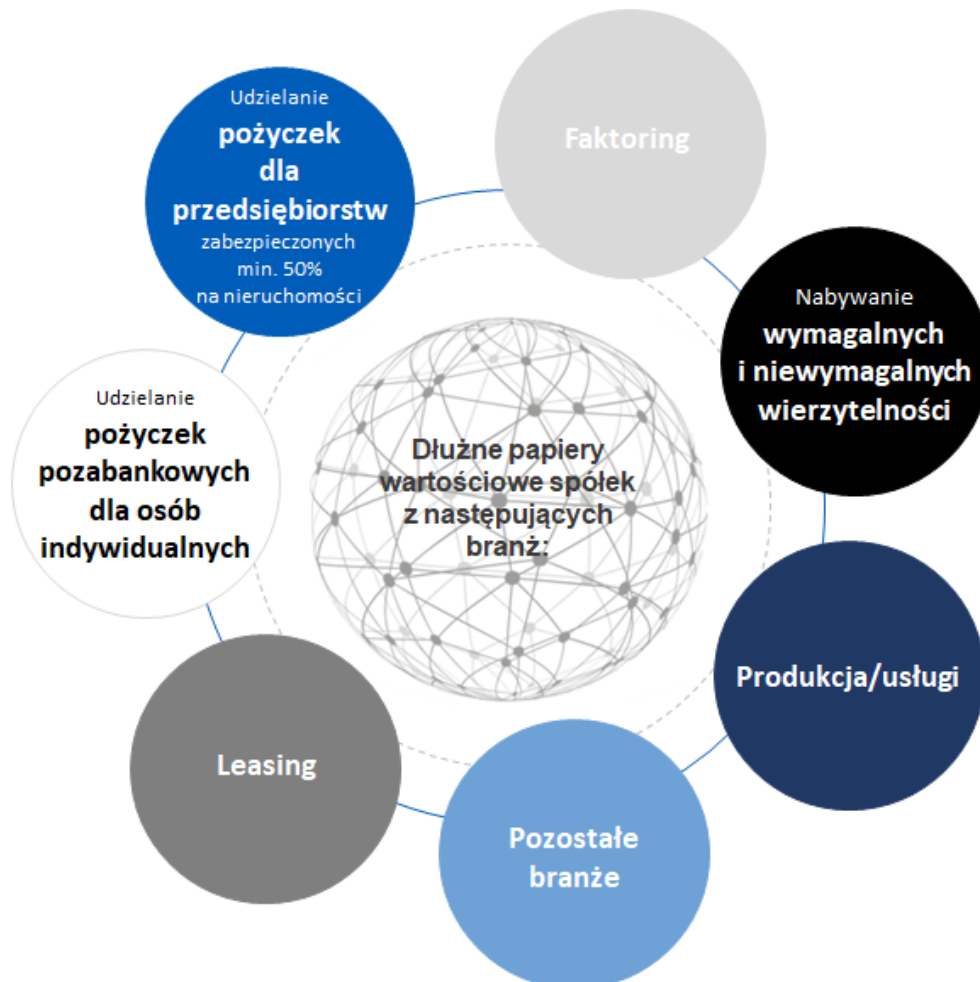 Dłużne papiery
wartościowe spółek
z następujących
branż:
Udzielanie
pożyczek
dla
przedsiębiorstw
zabezpieczonych
min. 50%
na nieruchomości
Faktoring
Nabywanie
wymagalnych
i niewymagalnych
wierzytelności
Produkcja/usługi
Pozostałe
branże
Leasing
Udzielanie
pożyczek
pozabankowych
dla osób
indywidualnych